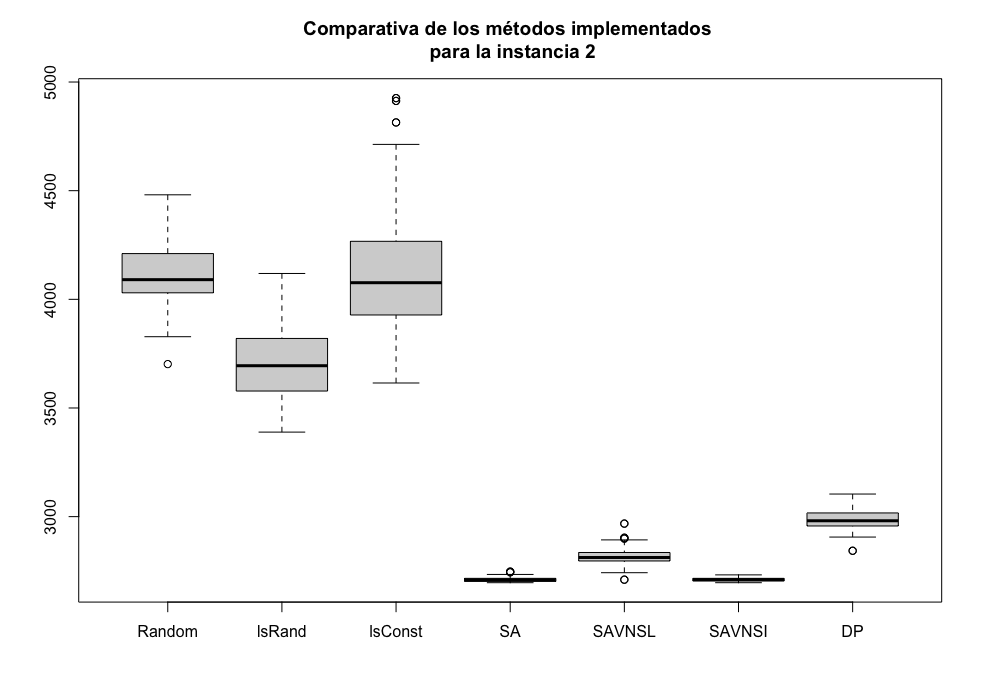 Comparativa de los métodos implementados
para la instancia 2
5000
4500
4000
3500
3000
Random
lsRand
lsConst
SA
SAVNSL
SAVNSI
DP